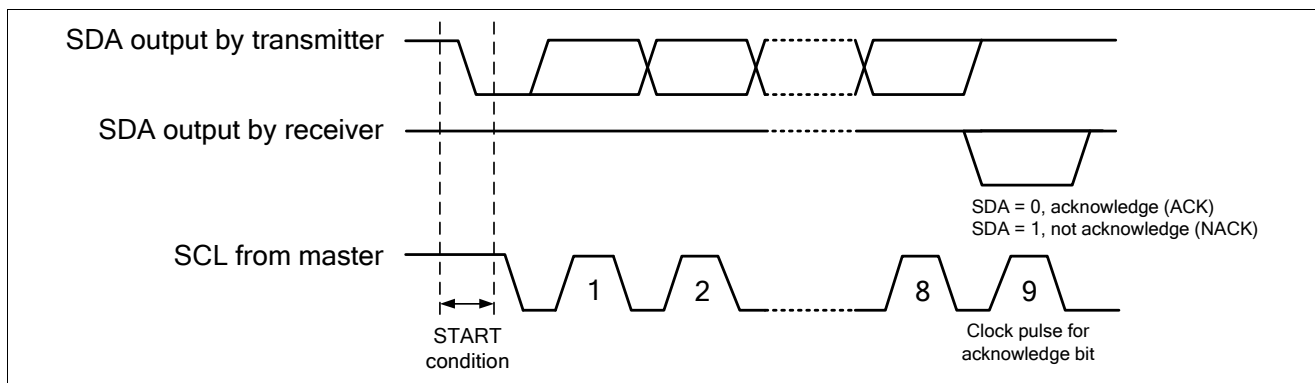 SDA output by transmitter
SDA output by receiver
SDA = 0, acknowledge (ACK)
SDA = 1, not acknowledge (NACK)
SCL from master
1
2
8
9
START
condition
Clock pulse for
acknowledge bit